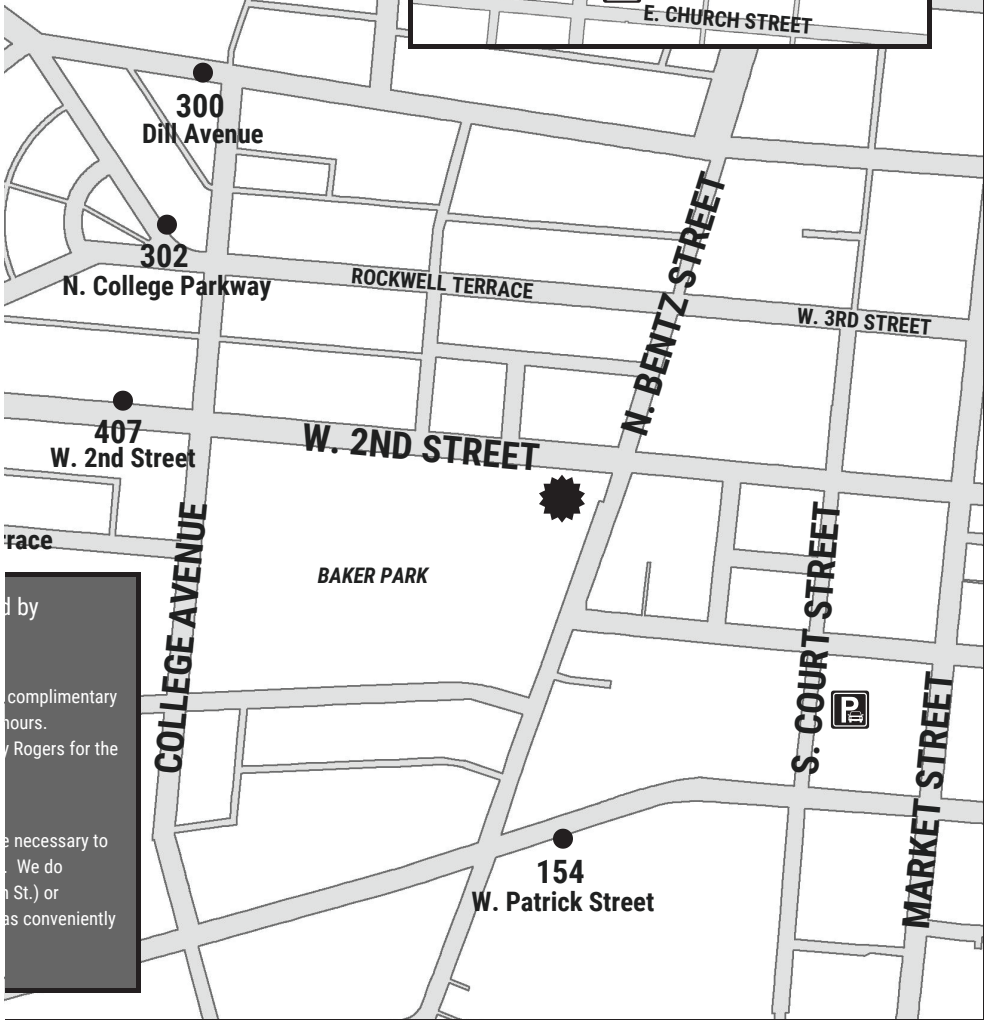 E. CHURCH STREET
300
Dill Avenue
302
N. College Parkway
ROCKWELL TERRACE
N. BENTZ STREET
W. 3RD STREET
407
W. 2nd Street
W. 2ND STREET
COLLEGE AVENUE
BAKER PARK
S. COURT STREET
P
MARKET STREET
154
W. Patrick Street
rrace
d by
complimentary
hours.
y Rogers for the
e necessary to
. We do
h St.) or
as conveniently